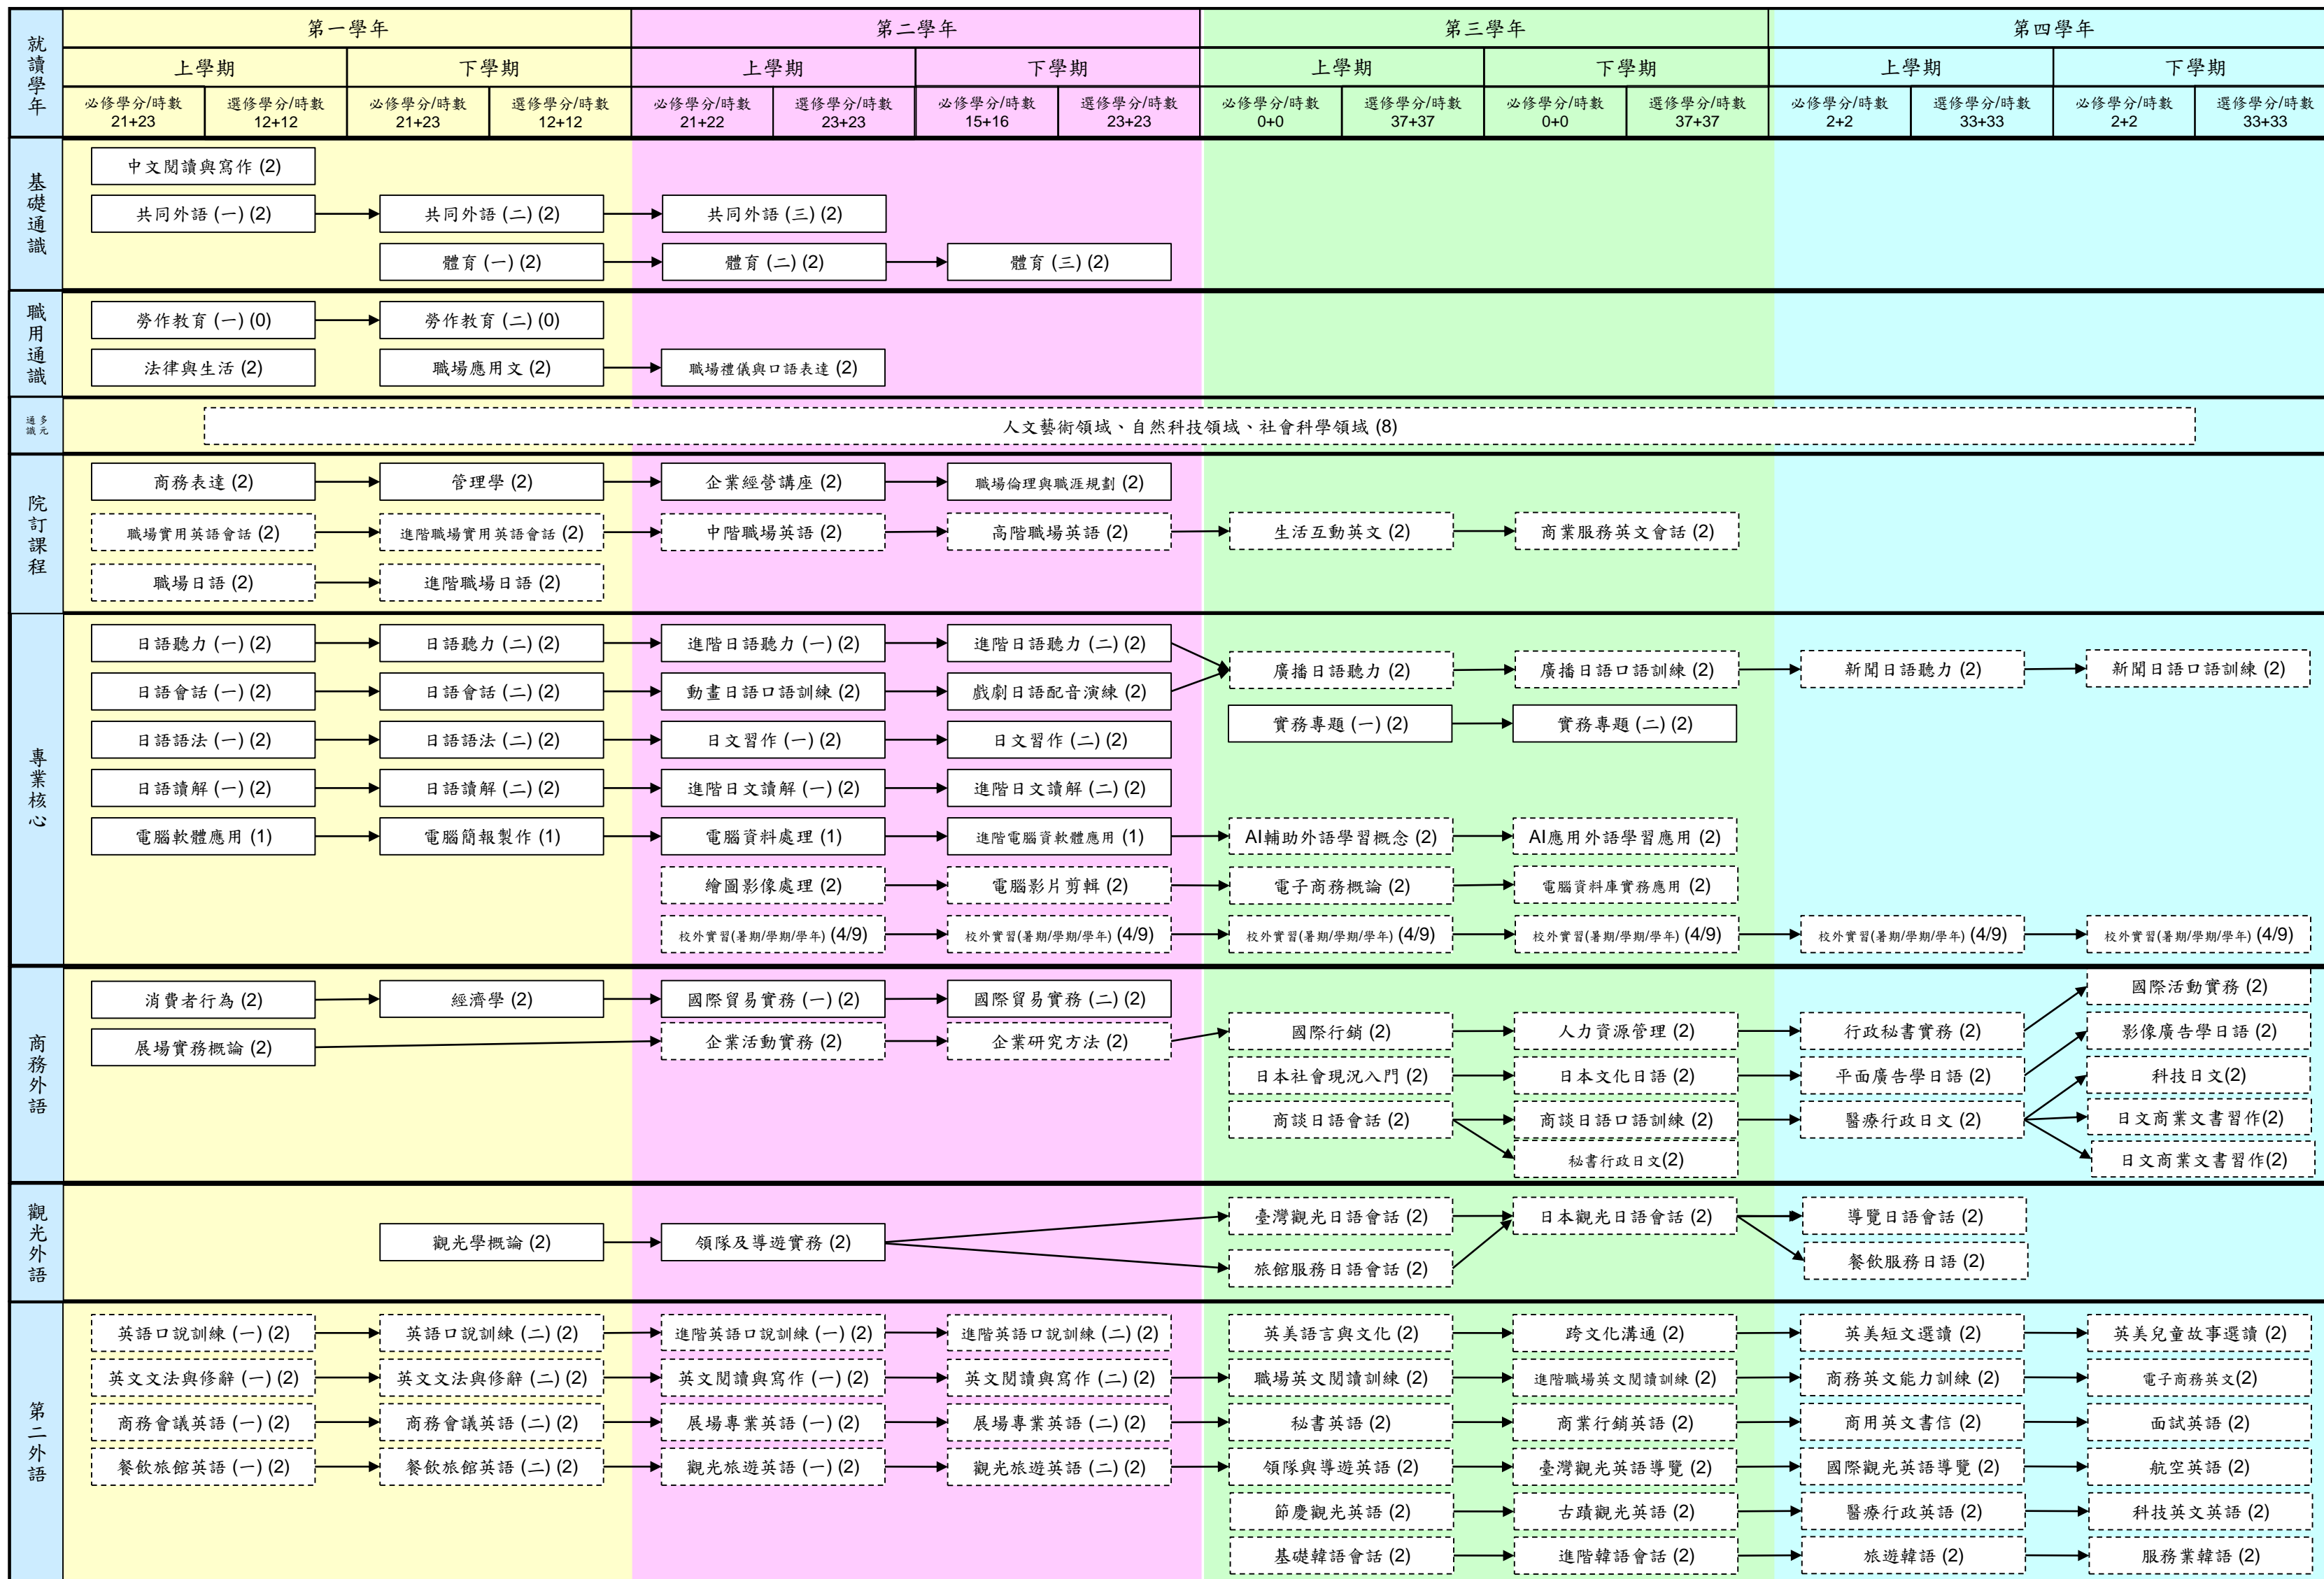 就讀學年
第一學年 第二學年 第三學年 第四學年
上學期 下學期 上學期 下學期 上學期 下學期 上學期 下學期
必修學分/時數 選修學分/時數 必修學分/時數 選修學分/時數 必修學分/時數 選修學分/時數 必修學分/時數 選修學分/時數 必修學分/時數 選修學分/時數 必修學分/時數 選修學分/時數 必修學分/時數 選修學分/時數 必修學分/時數 選修學分/時數
21+23 12+12 21+23 12+12 21+22 23+23 15+16 23+23 0+0 37+37 0+0 37+37 2+2 33+33 2+2 33+33
基礎通識
中文閱讀與寫作 (2)
共同外語 (一) (2) 共同外語 (二) (2) 共同外語 (三) (2)
體育 (一) (2) 體育 (二) (2) 體育 (三) (2)
職用通識
勞作教育 (一) (0) 勞作教育 (二) (0)
法律與生活 (2) 職場應用文 (2) 職場禮儀與口語表達 (2)
多元通識
人文藝術領域、自然科技領域、社會科學領域 (8)
院訂課程
商務表達 (2) 管理學 (2) 企業經營講座 (2) 職場倫理與職涯規劃 (2)
職場實用英語會話 (2) 進階職場實用英語會話 (2) 中階職場英語 (2) 高階職場英語 (2) 生活互動英文 (2) 商業服務英文會話 (2)
職場日語 (2) 進階職場日語 (2)
專業核心
日語聽力 (一) (2) 日語聽力 (二) (2) 進階日語聽力 (一) (2) 進階日語聽力 (二) (2)
廣播日語聽力 (2) 廣播日語口語訓練 (2) 新聞日語聽力 (2) 新聞日語口語訓練 (2)
日語會話 (一) (2) 日語會話 (二) (2) 動畫日語口語訓練 (2) 戲劇日語配音演練 (2)
實務專題 (一) (2) 實務專題 (二) (2)
日語語法 (一) (2) 日語語法 (二) (2) 日文習作 (一) (2) 日文習作 (二) (2)
日語讀解 (一) (2) 日語讀解 (二) (2) 進階日文讀解 (一) (2) 進階日文讀解 (二) (2)
電腦軟體應用 (1) 電腦簡報製作 (1) 電腦資料處理 (1) 進階電腦資軟體應用 (1) AI輔助外語學習概念 (2) AI應用外語學習應用 (2)
繪圖影像處理 (2) 電腦影片剪輯 (2) 電子商務概論 (2) 電腦資料庫實務應用 (2)
校外實習(暑期/學期/學年) (4/9) 校外實習(暑期/學期/學年) (4/9) 校外實習(暑期/學期/學年) (4/9) 校外實習(暑期/學期/學年) (4/9) 校外實習(暑期/學期/學年) (4/9) 校外實習(暑期/學期/學年) (4/9)
商務外語
國際活動實務 (2)
消費者行為 (2) 經濟學 (2) 國際貿易實務 (一) (2) 國際貿易實務 (二) (2)
國際行銷 (2) 人力資源管理 (2) 行政秘書實務 (2) 影像廣告學日語 (2)
展場實務概論 (2) 企業活動實務 (2) 企業研究方法 (2)
日本社會現況入門 (2) 日本文化日語 (2) 平面廣告學日語 (2) 科技日文(2)
商談日語會話 (2) 商談日語口語訓練 (2) 醫療行政日文 (2) 日文商業文書習作(2)
秘書行政日文(2) 日文商業文書習作(2)
觀光外語
臺灣觀光日語會話 (2) 日本觀光日語會話 (2) 導覽日語會話 (2)
觀光學概論 (2) 領隊及導遊實務 (2)
旅館服務日語會話 (2) 餐飲服務日語 (2)
第二外語
英語口說訓練 (一) (2) 英語口說訓練 (二) (2) 進階英語口說訓練 (一) (2) 進階英語口說訓練 (二) (2) 英美語言與文化 (2) 跨文化溝通 (2) 英美短文選讀 (2) 英美兒童故事選讀 (2)
英文文法與修辭 (一) (2) 英文文法與修辭 (二) (2) 英文閱讀與寫作 (一) (2) 英文閱讀與寫作 (二) (2) 職場英文閱讀訓練 (2) 進階職場英文閱讀訓練 (2) 商務英文能力訓練 (2) 電子商務英文(2)
商務會議英語 (一) (2) 商務會議英語 (二) (2) 展場專業英語 (一) (2) 展場專業英語 (二) (2) 秘書英語 (2) 商業行銷英語 (2) 商用英文書信 (2) 面試英語 (2)
餐飲旅館英語 (一) (2) 餐飲旅館英語 (二) (2) 觀光旅遊英語 (一) (2) 觀光旅遊英語 (二) (2) 領隊與導遊英語 (2) 臺灣觀光英語導覽 (2) 國際觀光英語導覽 (2) 航空英語 (2)
節慶觀光英語 (2) 古蹟觀光英語 (2) 醫療行政英語 (2) 科技英文英語 (2)
基礎韓語會話 (2) 進階韓語會話 (2) 旅遊韓語 (2) 服務業韓語 (2)